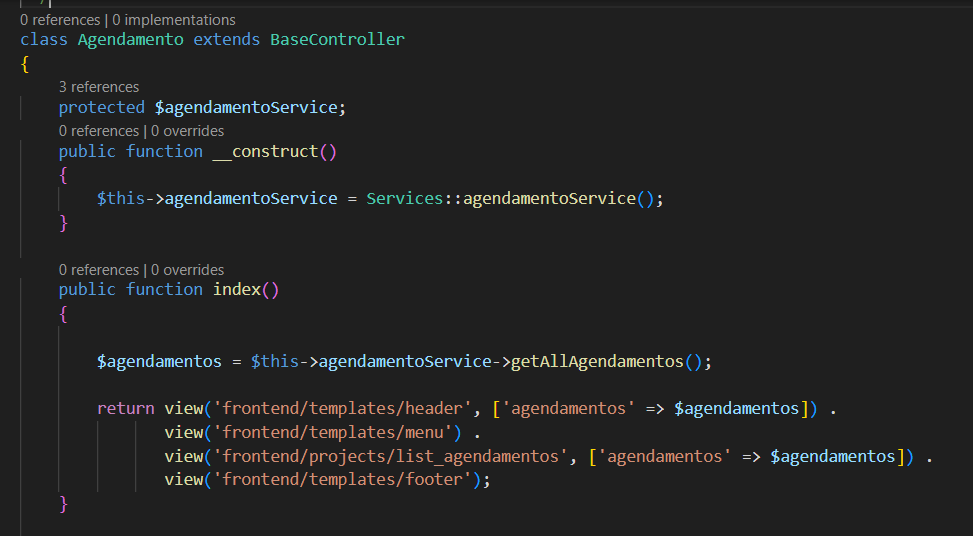 0 references | 0 implementations
class Agendamento extends BaseController
{
3 references
protected $agendamentoService;
0 references | 0 overrides
public function __construct()
{
$this->agendamentoService = Services::agendamentoService();
}
0 references | 0 overrides
public function index()
{
$agendamentos = $this->agendamentoService->getAllAgendamentos();
return view('frontend/templates/header', ['agendamentos' => $agendamentos]) .
view('frontend/templates/menu') .
view('frontend/projects/list_agendamentos', ['agendamentos' => $agendamentos]) .
view('frontend/templates/footer');
}